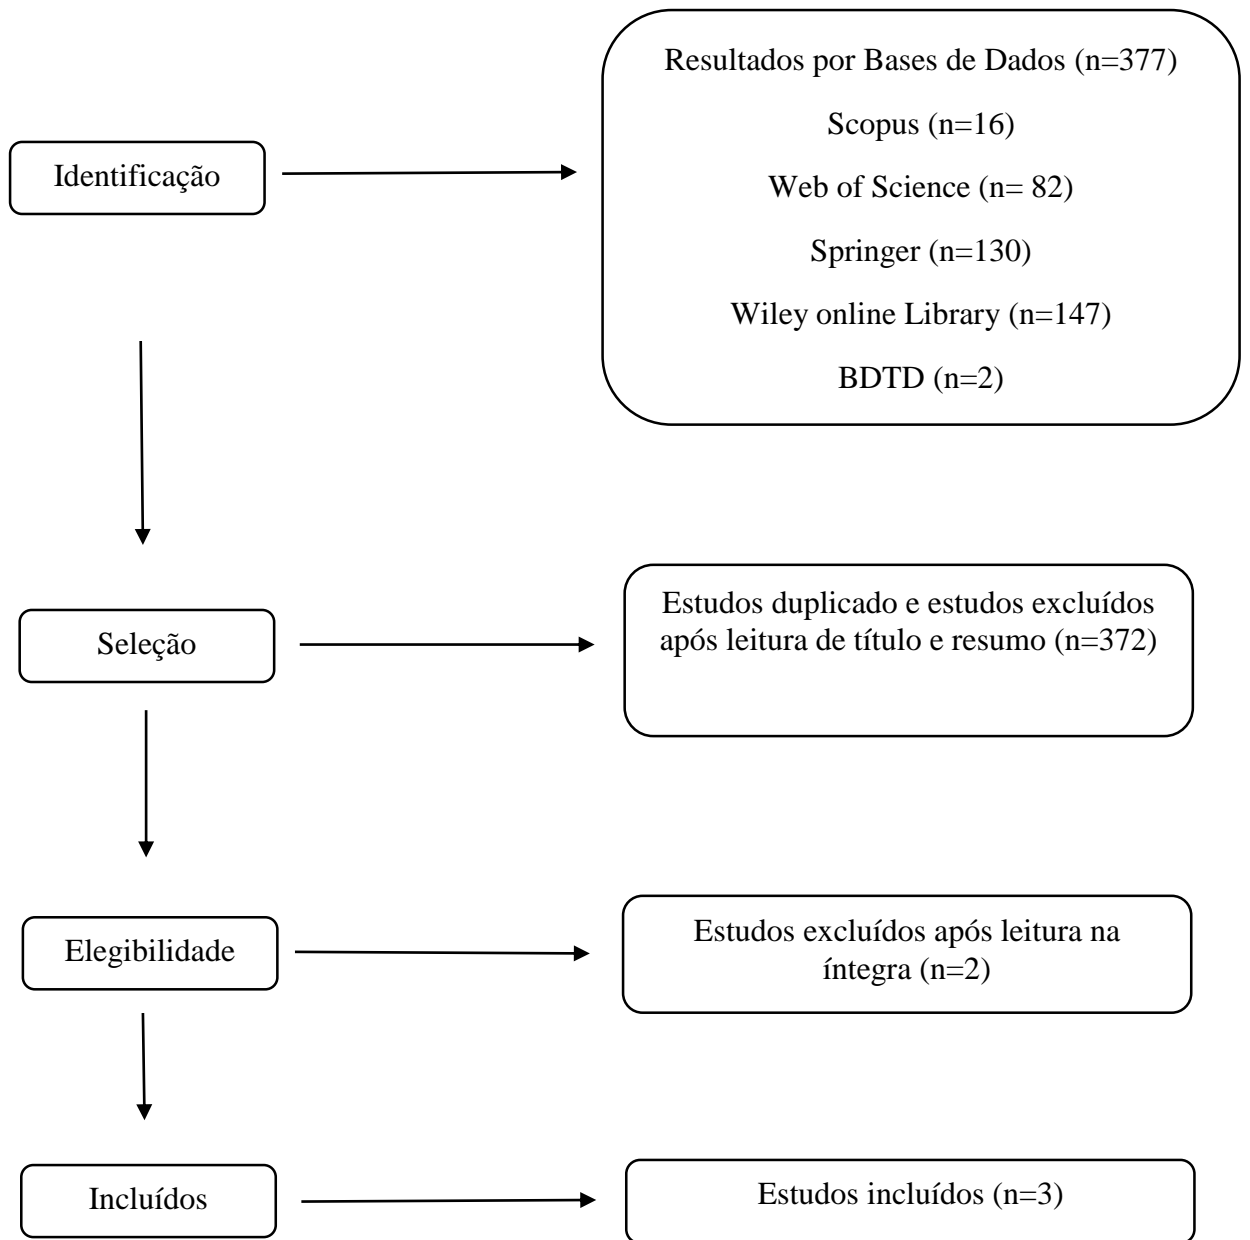 Identificação
Resultados por Bases de Dados (n=377)
Scopus (n=16)
Web of Science (n= 82)
Springer (n=130)
Wiley online Library (n=147)
BDTD (n=2)
Seleção
Estudos duplicado e estudos excluídos
após leitura de título e resumo (n=372)
Elegibilidade
Estudos excluídos após leitura na
íntegra (n=2)
Incluídos
Estudos incluídos (n=3)